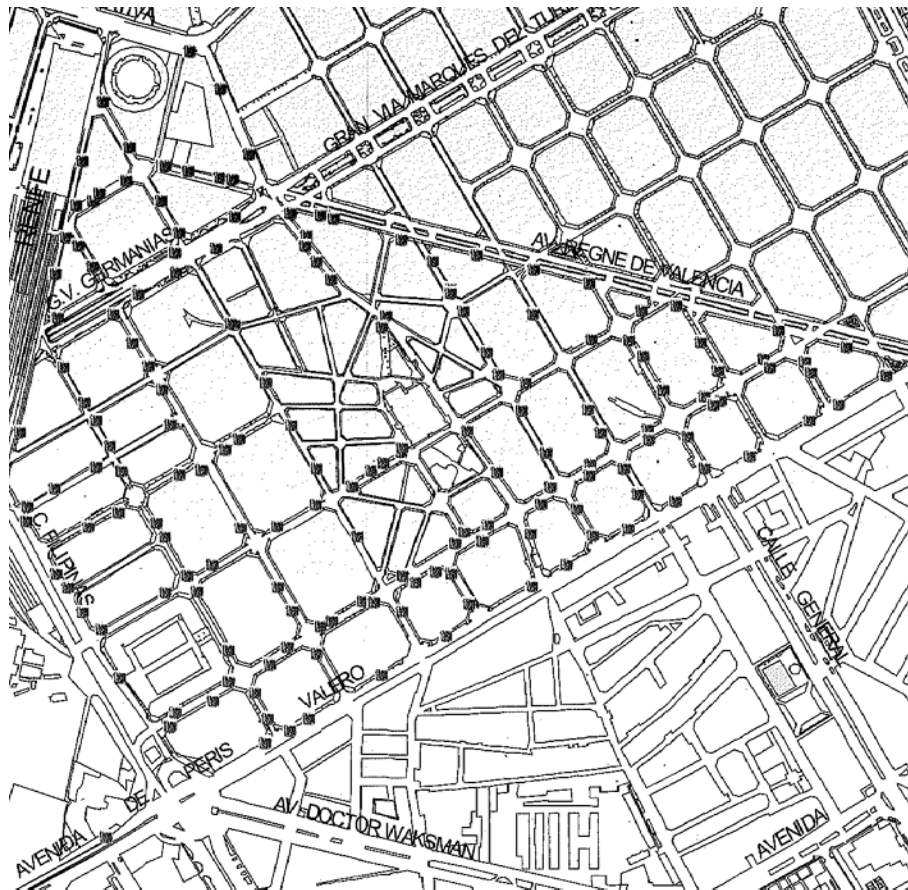 GRAN VIA MARQUES DEL TURI
RENFE
G.V. GERMANIAS
AV. REGNE DE VALENCIA
C. FILIPINAS
CALLE GENERAL
AVENIDA DE PERIS VALERO
AV. DOCTOR WAKSMAN
AVENIDA